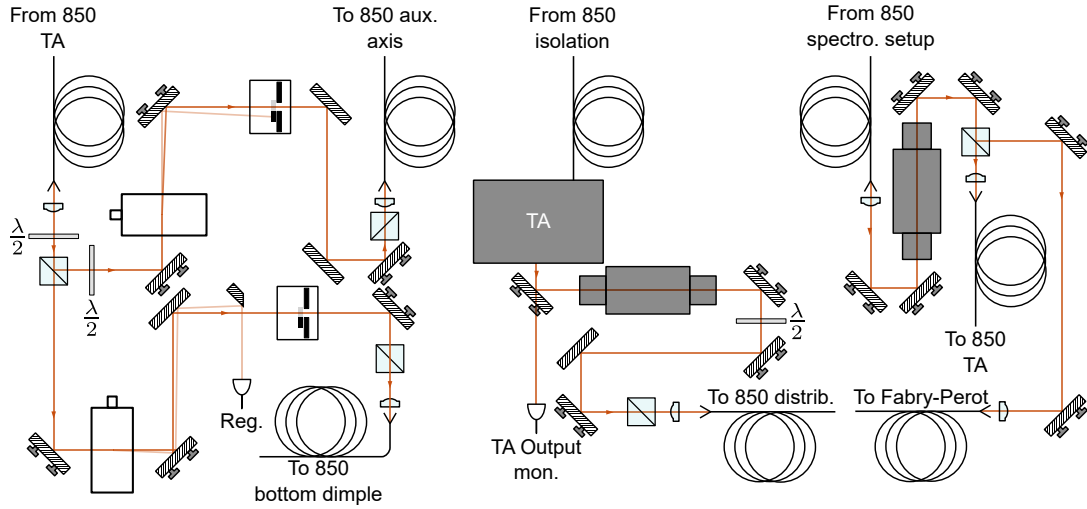 From 850
TA
To 850 aux.
axis
From 850
isolation
From 850
spectro. setup
TA
λ
2
λ
2
λ
2
To 850
TA
Reg.
To 850 distrib.
To Fabry-Perot
TA Output
mon.
To 850
bottom dimple